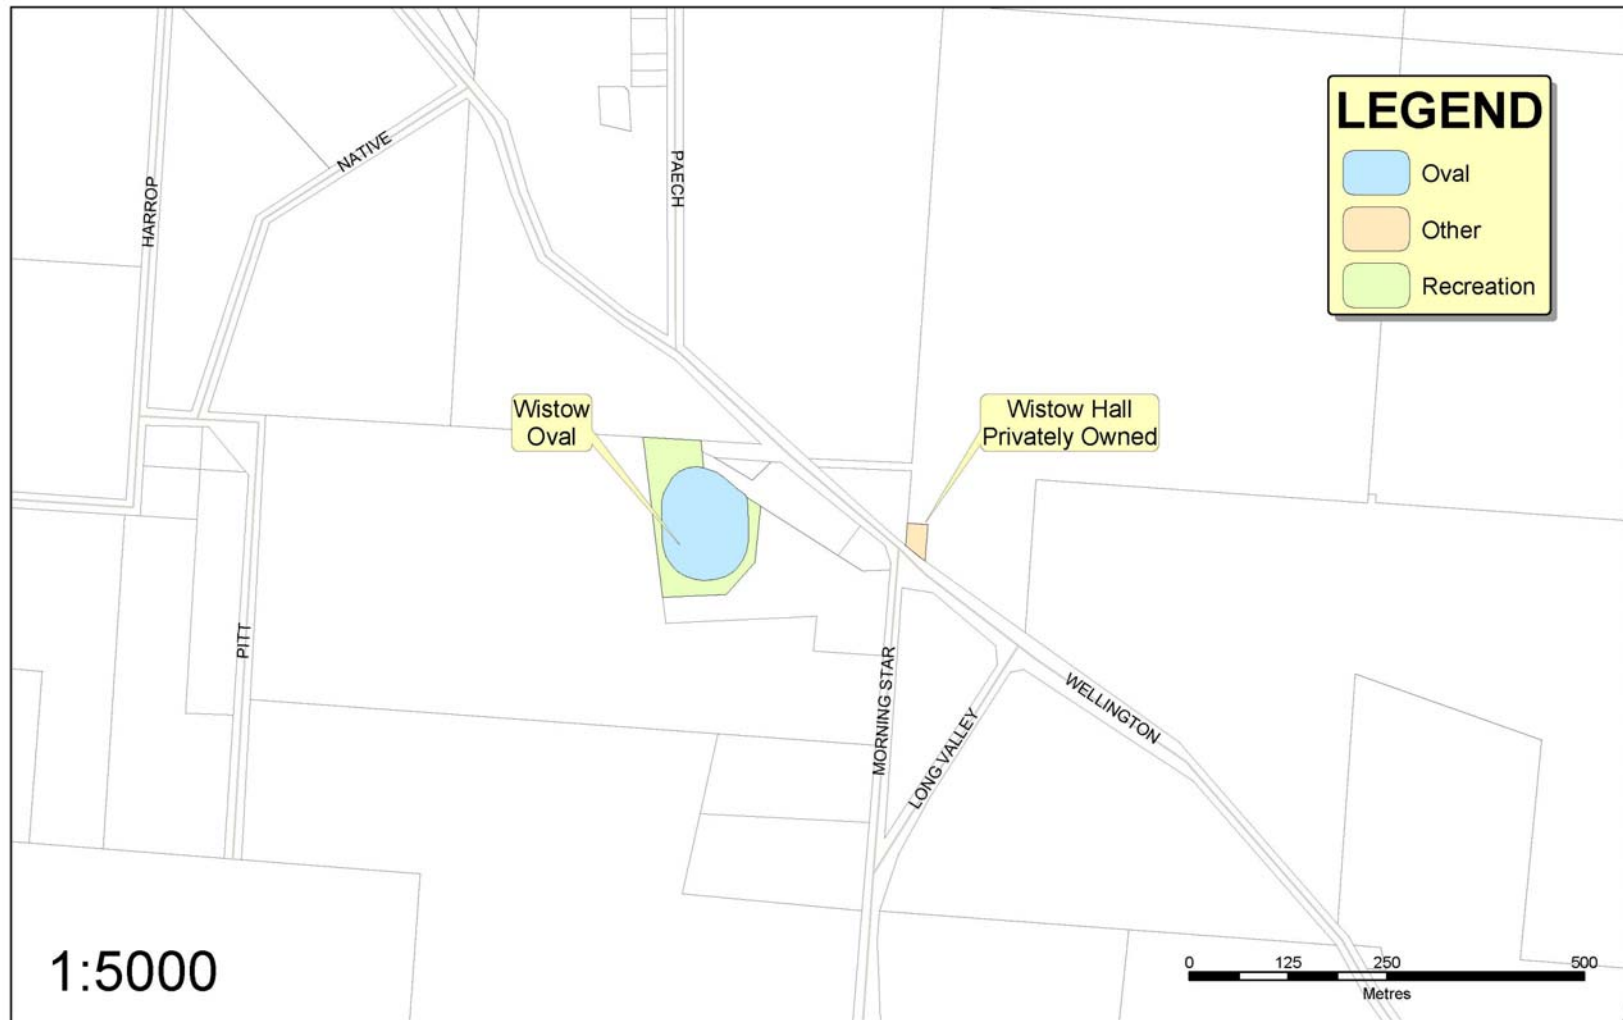 LEGEND
Oval
Other
Recreation
NATIVE
HARROP
PAECH
Wistow
Oval
Wistow Hall
Privately Owned
PITT
MORNING STAR
LONG VALLEY
WELLINGTON
1:5000
0 125 250 500
Metres